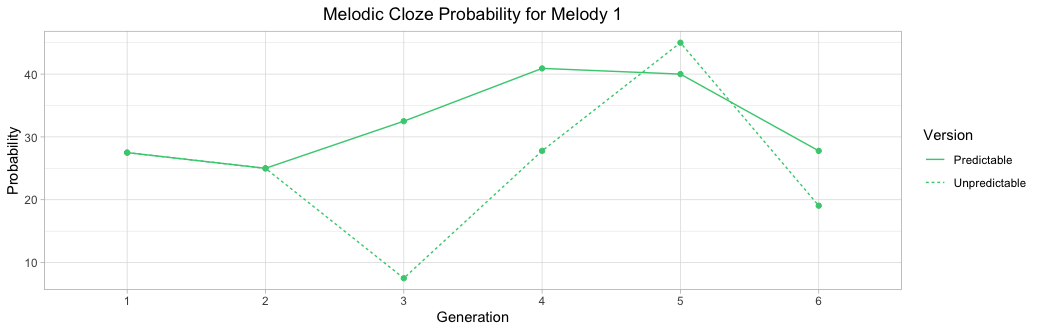 Melodic Cloze Probability for Melody 1
Probability
40
30
20
10
1 2 3 4 5 6
Generation
Version
Predictable
Unpredictable